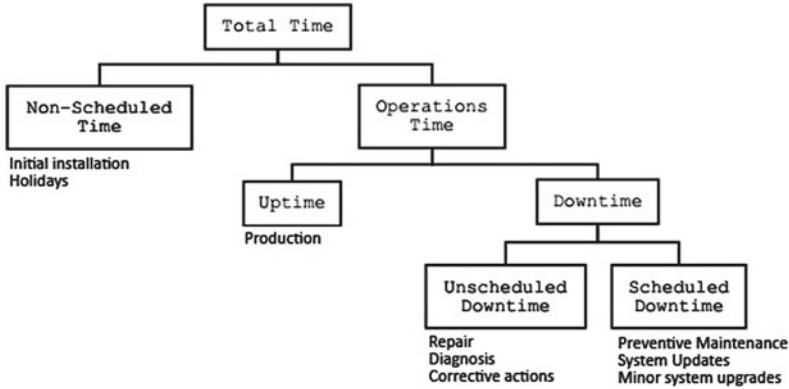 Total Time
Non-Scheduled
Time
Operations
Time
Initial installation
Holidays
Uptime
Downtime
Production
Unscheduled
Downtime
Scheduled
Downtime
Repair
Diagnosis
Corrective actions
Preventive Maintenance
System Updates
Minor system upgrades